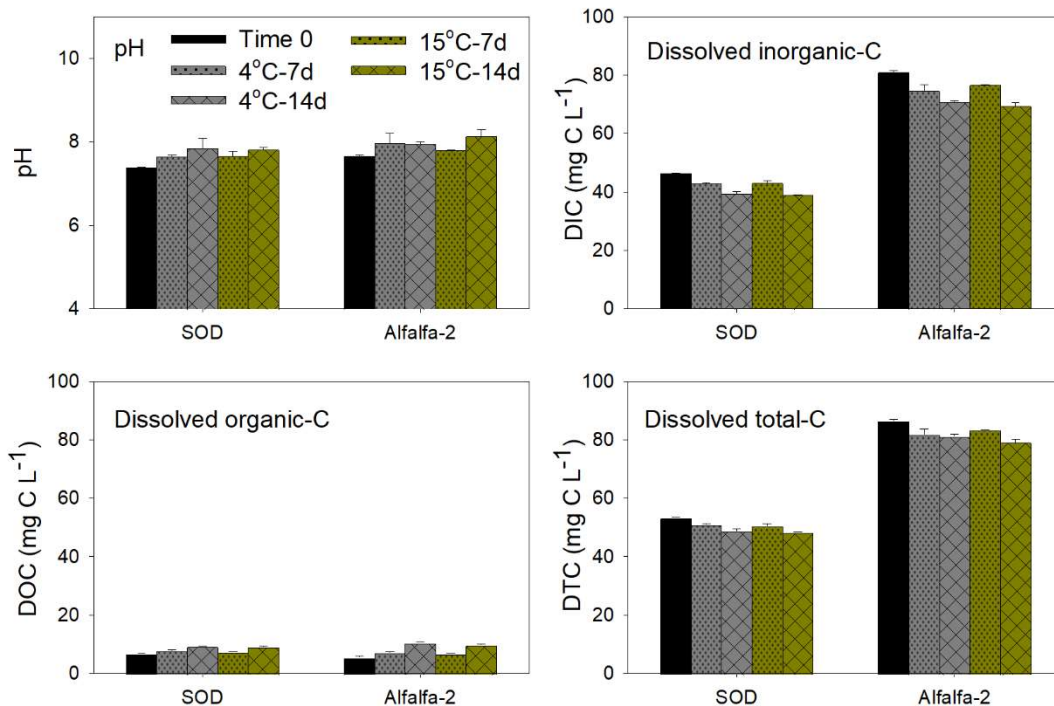 pH
Time 0
4°C-7d
4°C-14d
15°C-7d
15°C-14d
pH
10
8
6
4
SOD
Alfalfa-2
Dissolved inorganic-C
DIC (mg C L⁻¹)
100
80
60
40
20
0
SOD
Alfalfa-2
Dissolved organic-C
DOC (mg C L⁻¹)
100
80
60
40
20
0
SOD
Alfalfa-2
Dissolved total-C
DTC (mg C L⁻¹)
100
80
60
40
20
0
SOD
Alfalfa-2